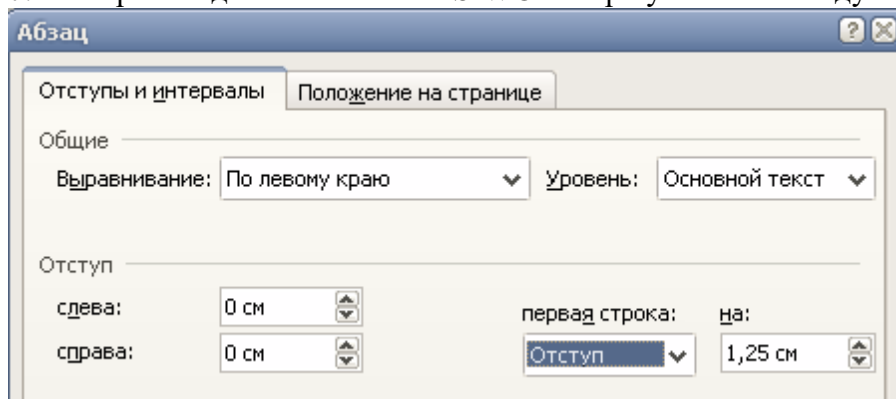 Абзац
Отступы и интервалы Положение на странице
Общие
Выравнивание: По левому краю Уровень: Основной текст
Отступ
слева: 0 см первая строка: на:
справа: 0 см Отступ 1,25 см